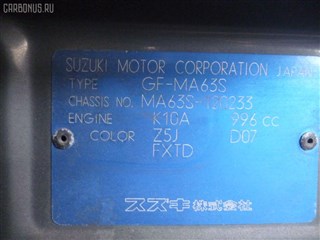 CARBONUS.RU
SUZUKI MOTOR CORPORATION JAPAN
TYPE GF-MA63S
CHASSIS NO.
ENGINE K10A 996 cc
COLOR Z5J D07
FXTD
スズキ株式会社